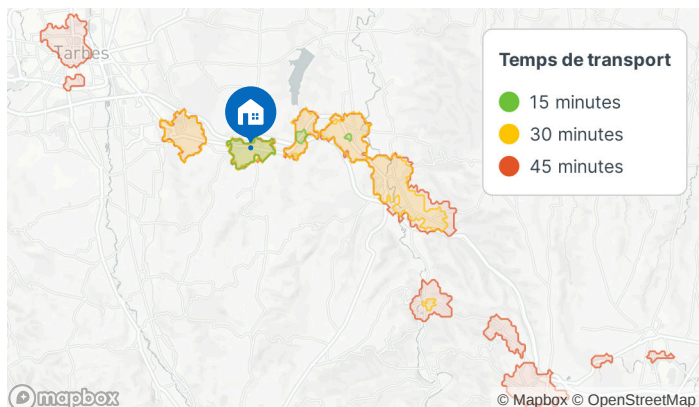 Tarbes
Temps de transport
15 minutes
30 minutes
45 minutes
mapbox
© Mapbox © OpenStreetMap